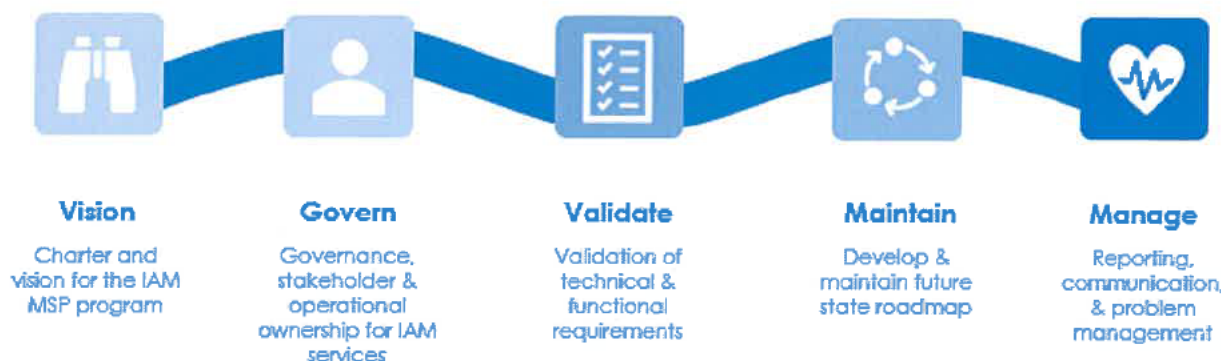 Vision
Charter and
vision for the IAM
MSP program
Govern
Governance,
stakeholder &
operational
ownership for IAM
services
Validate
Validation of
technical &
functional
requirements
Maintain
Develop &
maintain future
state roadmap
Manage
Reporting,
communication,
& problem
management